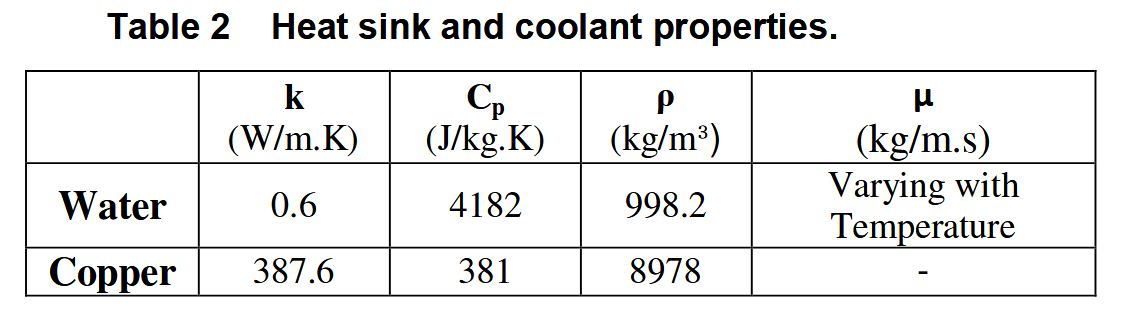 Table 2 Heat sink and coolant properties.
k Cₚ ρ μ
(W/m.K) (J/kg.K) (kg/m³) (kg/m.s)
Water 0.6 4182 998.2 Varying with
Temperature
Copper 387.6 381 8978 -